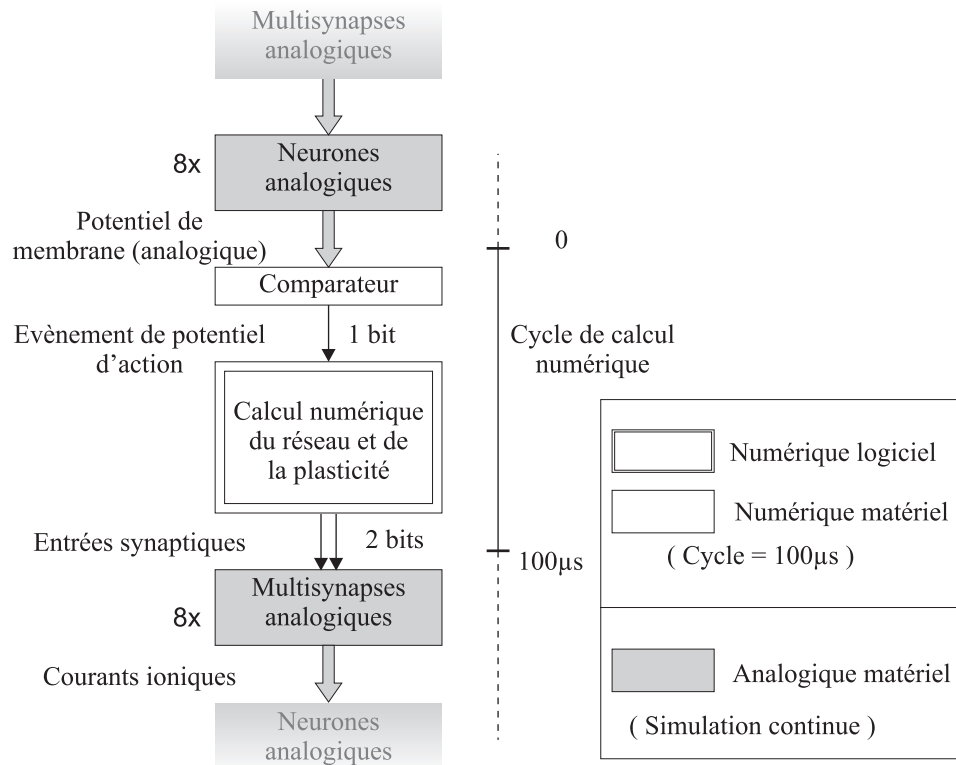 Multisynapses
analogiques
8x
Neurones
analogiques
Potentiel de
membrane (analogique)
0
Comparateur
Evènement de potentiel
d'action
1 bit
Cycle de calcul
numérique
Calcul numérique
du réseau et de
la plasticité
Entrées synaptiques
2 bits
100µs
8x
Multisynapses
analogiques
Courants ioniques
Neurones
analogiques
Numérique logiciel
Numérique matériel
( Cycle = 100µs )
Analogique matériel
( Simulation continue )